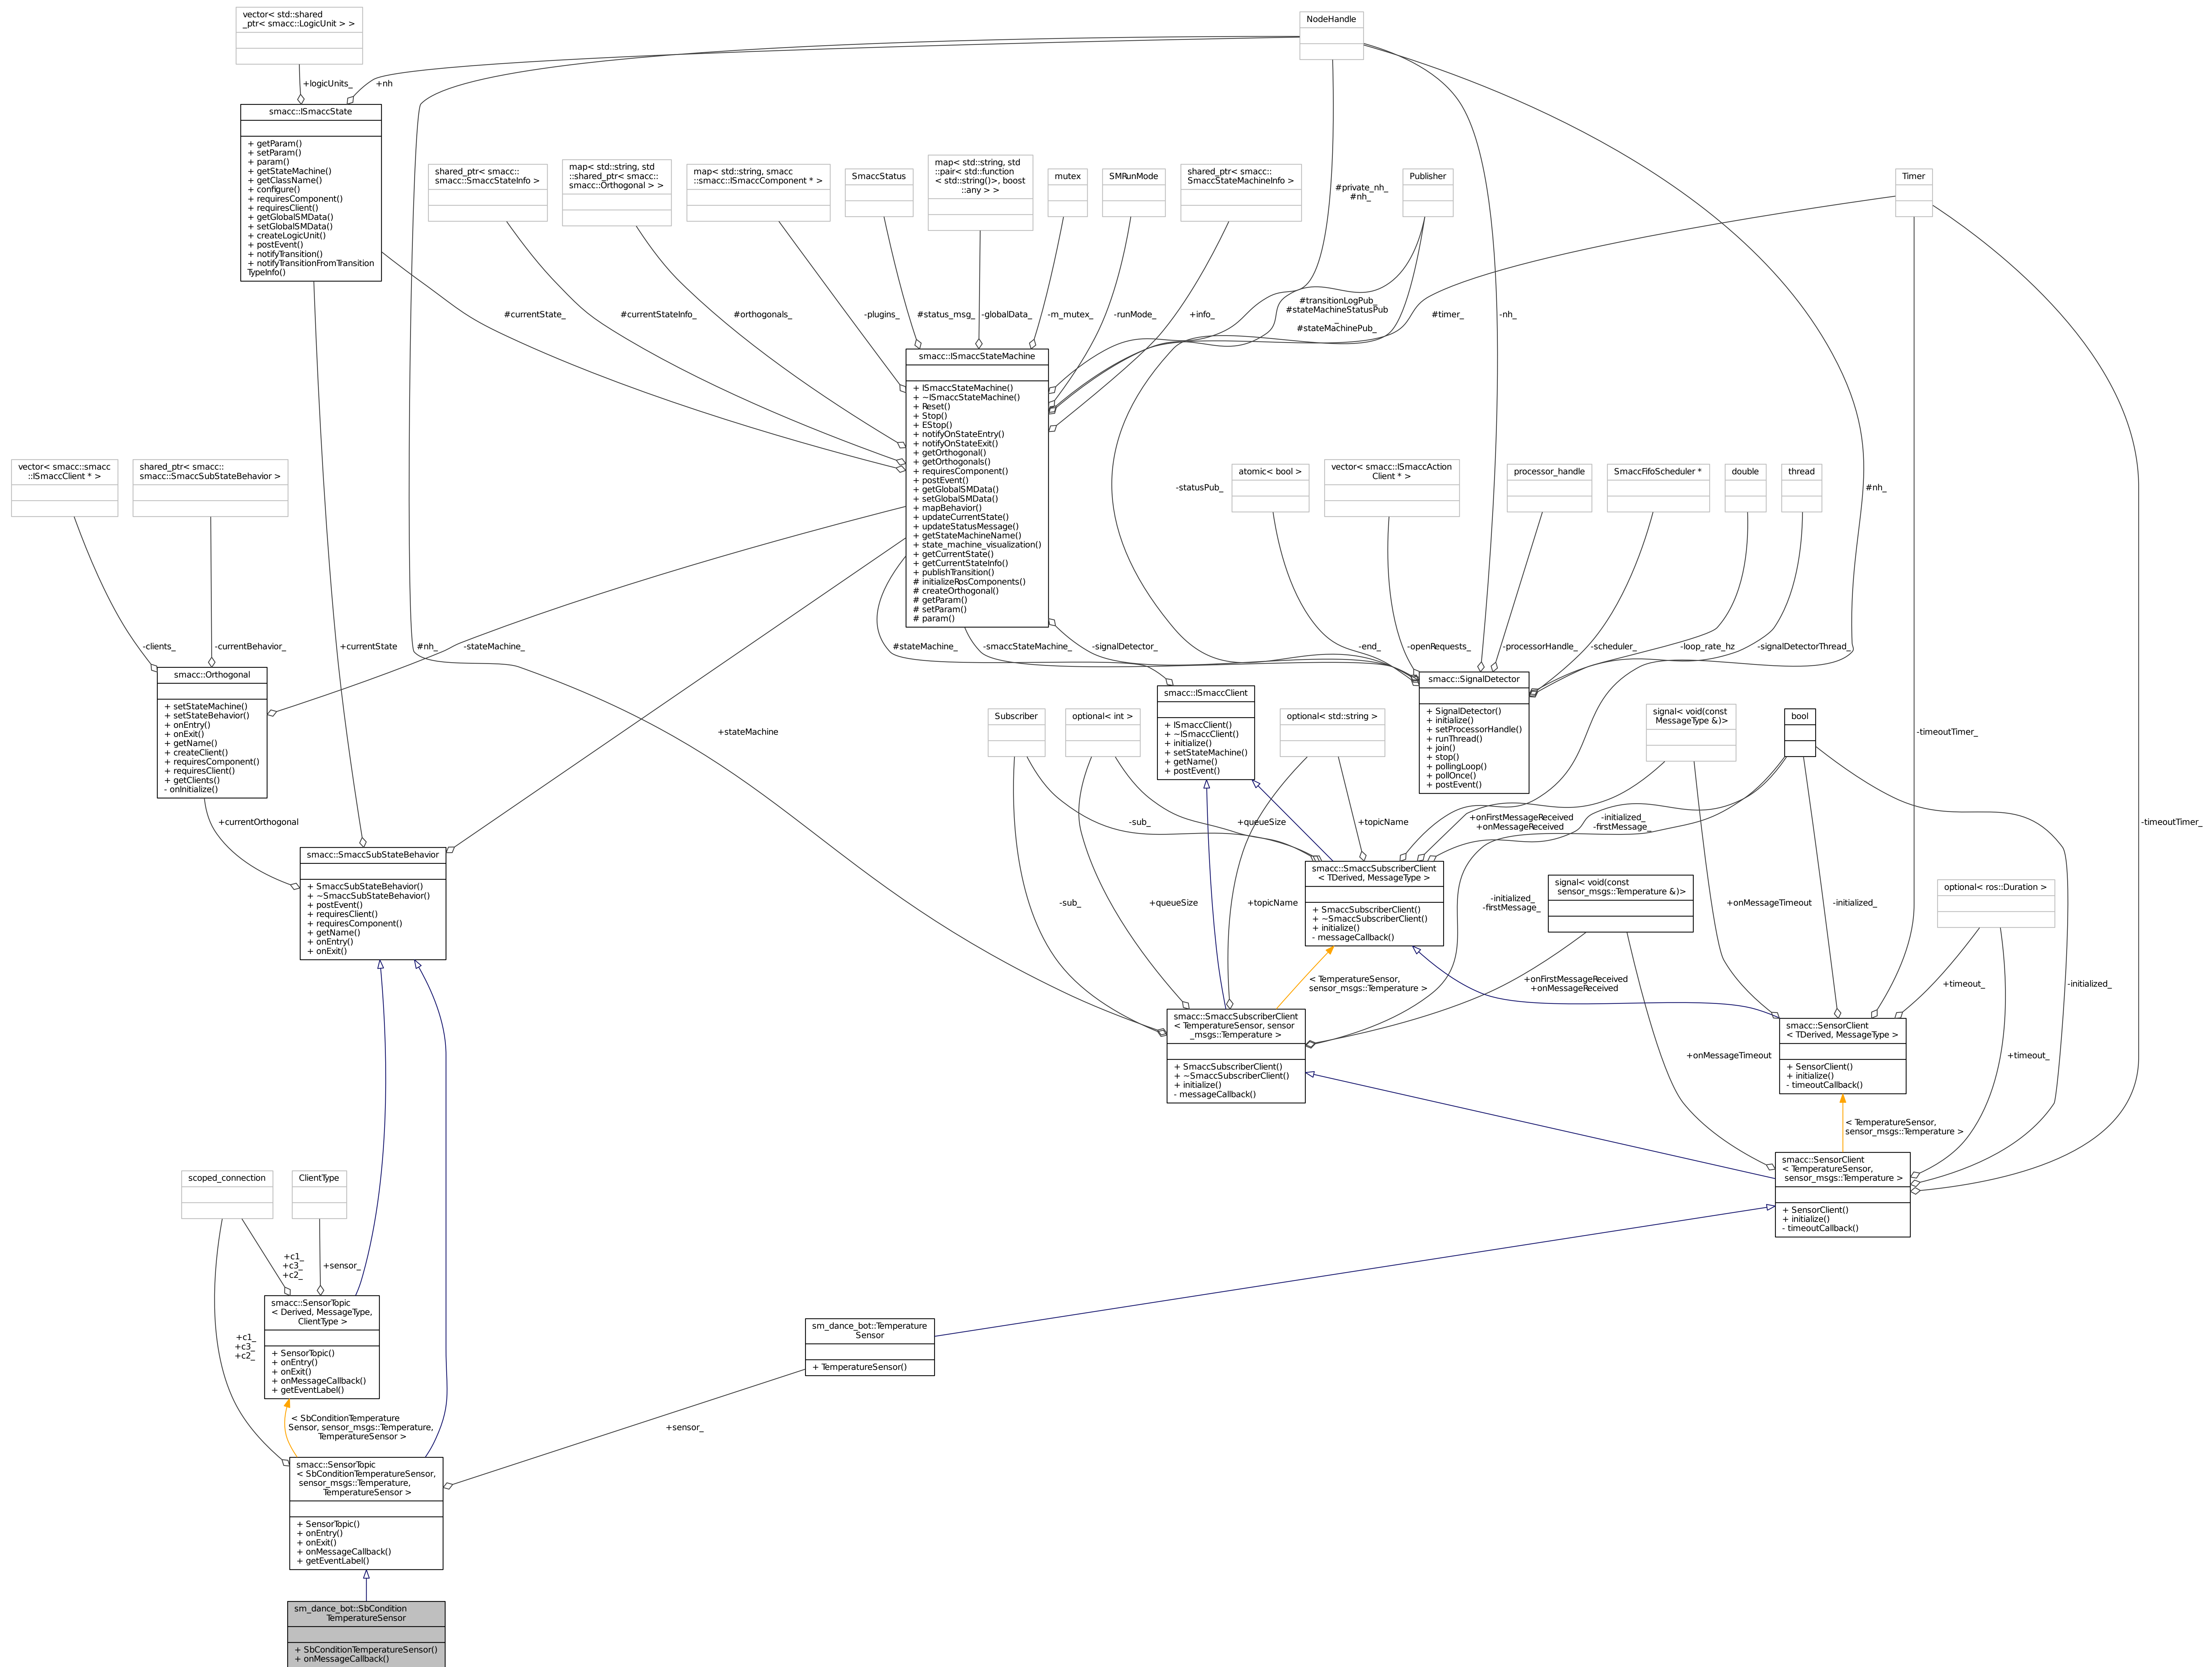 vector< std::shared
_ptr< smacc::LogicUnit > >
NodeHandle
+logicUnits_
+nh
smacc::ISmaccState
+ getParam()
+ setParam()
+ param()
+ getStateMachine()
+ getClassName()
+ configure()
+ requiresComponent()
+ requiresClient()
+ getGlobalSMData()
+ setGlobalSMData()
+ createLogicUnit()
+ postEvent()
+ notifyTransition()
+ notifyTransitionFromTransition
TypeInfo()
shared_ptr< smacc::
smacc::SmaccStateInfo >
map< std::string, std
::shared_ptr< smacc::
smacc::Orthogonal > >
map< std::string, smacc
::smacc::ISmaccComponent * >
SmaccStatus
map< std::string, std
::pair< std::function
< std::string()>, boost
::any > >
mutex
SMRunMode
shared_ptr< smacc::
SmaccStateMachineInfo >
#private_nh_
#nh_
Publisher
Timer
#currentState_
#currentStateInfo_
#orthogonals_
-plugins_
#status_msg_
-globalData_
-m_mutex_
-runMode_
+info_
#transitionLogPub_
#stateMachineStatusPub
_
#stateMachinePub_
#timer_
-nh_
smacc::ISmaccStateMachine
+ ISmaccStateMachine()
+ ~ISmaccStateMachine()
+ Reset()
+ Stop()
+ EStop()
+ notifyOnStateEntry()
+ notifyOnStateExit()
+ getOrthogonal()
+ getOrthogonals()
+ requiresComponent()
+ postEvent()
+ getGlobalSMData()
+ setGlobalSMData()
+ mapBehavior()
+ updateCurrentState()
+ updateStatusMessage()
+ getStateMachineName()
+ state_machine_visualization()
+ getCurrentState()
+ getCurrentStateInfo()
+ publishTransition()
# initializeRosComponents()
# createOrthogonal()
# getParam()
# setParam()
# param()
vector< smacc::smacc
::ISmaccClient * >
shared_ptr< smacc::
smacc::SmaccSubStateBehavior >
-statusPub_
atomic< bool >
vector< smacc::ISmaccAction
Client * >
processor_handle
SmaccFifoScheduler *
double
thread
#nh_
-clients_
-currentBehavior_
+currentState
#nh_
-stateMachine_
#stateMachine_
-smaccStateMachine_
-signalDetector_
-end_
-openRequests_
-processorHandle_
-scheduler_
-loop_rate_hz
-signalDetectorThread_
smacc::Orthogonal
+ setStateMachine()
+ setStateBehavior()
+ onEntry()
+ onExit()
+ getName()
+ createClient()
+ requiresComponent()
+ requiresClient()
+ getClients()
- onInitialize()
smacc::SignalDetector
+ SignalDetector()
+ initialize()
+ setProcessorHandle()
+ runThread()
+ join()
+ stop()
+ pollingLoop()
+ pollOnce()
+ postEvent()
smacc::ISmaccClient
+ ISmaccClient()
+ ~ISmaccClient()
+ initialize()
+ setStateMachine()
+ getName()
+ postEvent()
Subscriber
optional< int >
optional< std::string >
signal< void(const
MessageType &)>
bool
+stateMachine
-timeoutTimer_
+currentOrthogonal
-sub_
+queueSize
+topicName
+onFirstMessageReceived
+onMessageReceived
-initialized_
-firstMessage_
-timeoutTimer_
smacc::SmaccSubStateBehavior
+ SmaccSubStateBehavior()
+ ~SmaccSubStateBehavior()
+ postEvent()
+ requiresClient()
+ requiresComponent()
+ getName()
+ onEntry()
+ onExit()
smacc::SmaccSubscriberClient
< TDerived, MessageType >
+ SmaccSubscriberClient()
+ ~SmaccSubscriberClient()
+ initialize()
- messageCallback()
signal< void(const
sensor_msgs::Temperature &)>
optional< ros::Duration >
-sub_
+queueSize
+topicName
-initialized_
-firstMessage_
+onMessageTimeout
-initialized_
< TemperatureSensor,
sensor_msgs::Temperature >
+onFirstMessageReceived
+onMessageReceived
+timeout_
-initialized_
smacc::SmaccSubscriberClient
< TemperatureSensor, sensor
_msgs::Temperature >
+ SmaccSubscriberClient()
+ ~SmaccSubscriberClient()
+ initialize()
- messageCallback()
smacc::SensorClient
< TDerived, MessageType >
+ SensorClient()
+ initialize()
- timeoutCallback()
+onMessageTimeout
+timeout_
< TemperatureSensor,
sensor_msgs::Temperature >
smacc::SensorClient
< TemperatureSensor,
sensor_msgs::Temperature >
+ SensorClient()
+ initialize()
- timeoutCallback()
scoped_connection
ClientType
+c1_
+c3_
+c2_
+sensor_
smacc::SensorTopic
< Derived, MessageType,
ClientType >
+ SensorTopic()
+ onEntry()
+ onExit()
+ onMessageCallback()
+ getEventLabel()
+c1_
+c3_
+c2_
sm_dance_bot::Temperature
Sensor
+ TemperatureSensor()
< SbConditionTemperature
Sensor, sensor_msgs::Temperature,
TemperatureSensor >
+sensor_
smacc::SensorTopic
< SbConditionTemperatureSensor,
sensor_msgs::Temperature,
TemperatureSensor >
+ SensorTopic()
+ onEntry()
+ onExit()
+ onMessageCallback()
+ getEventLabel()
sm_dance_bot::SbCondition
TemperatureSensor
+ SbConditionTemperatureSensor()
+ onMessageCallback()